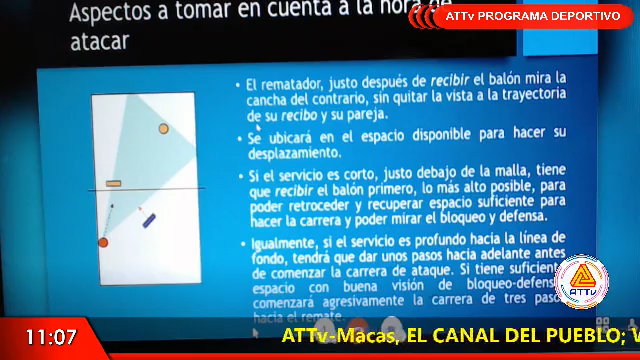 Aspectos a tomar en cuenta a la hora de
atacar
ATTv PROGRAMA DEPORTIVO
• El rematador, justo después de recibir el balón mira la
cancha del contrario, sin quitar la vista a la trayectoria
de su recibo y su pareja.
• Se ubicará en el espacio disponible para hacer su
desplazamiento.
• Si el servicio es corto, justo debajo de la malla, tiene
que recibir el balón primero, lo más alto posible, para
poder retroceder y recuperar espacio suficiente para
hacer la carrera y poder mirar el bloqueo y defensa.
• Igualmente, si el servicio es profundo hacia la línea de
fondo, tendrá que dar unos pasos hacia adelante antes
de comenzar la carrera de ataque. Si tiene suficien
espacio con buena visión de bloqueo-defens
comenzará agresivamente la carrera de tres paso
hacia el remate.
ATTv
11:07
ATTv-Macas, EL CANAL DEL PUEBLO; V